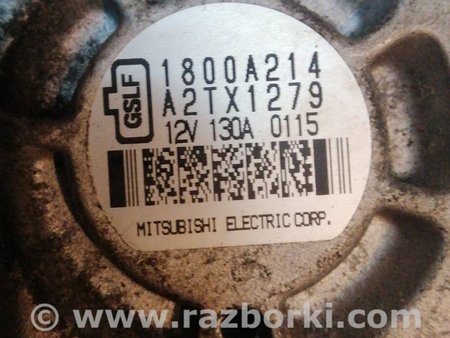 GSLF
1800A214
A2TX1279
12V 130A 0115
MITSUBISHI ELECTRIC CORP.
© www.razborki.com